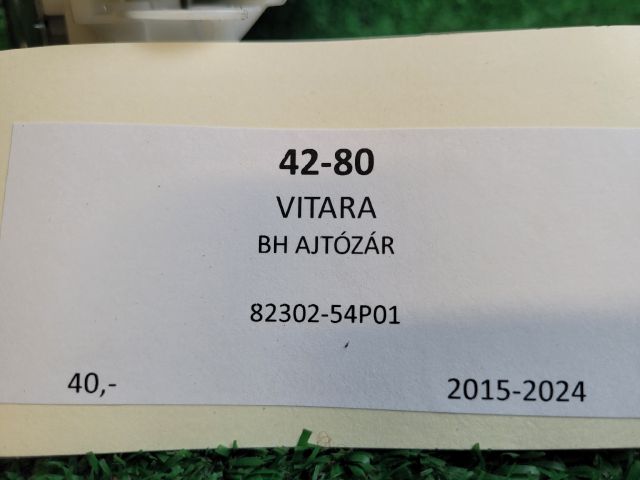 42-80
VITARA
BH AJTÓZÁR
82302-54P01
40,-
2015-2024